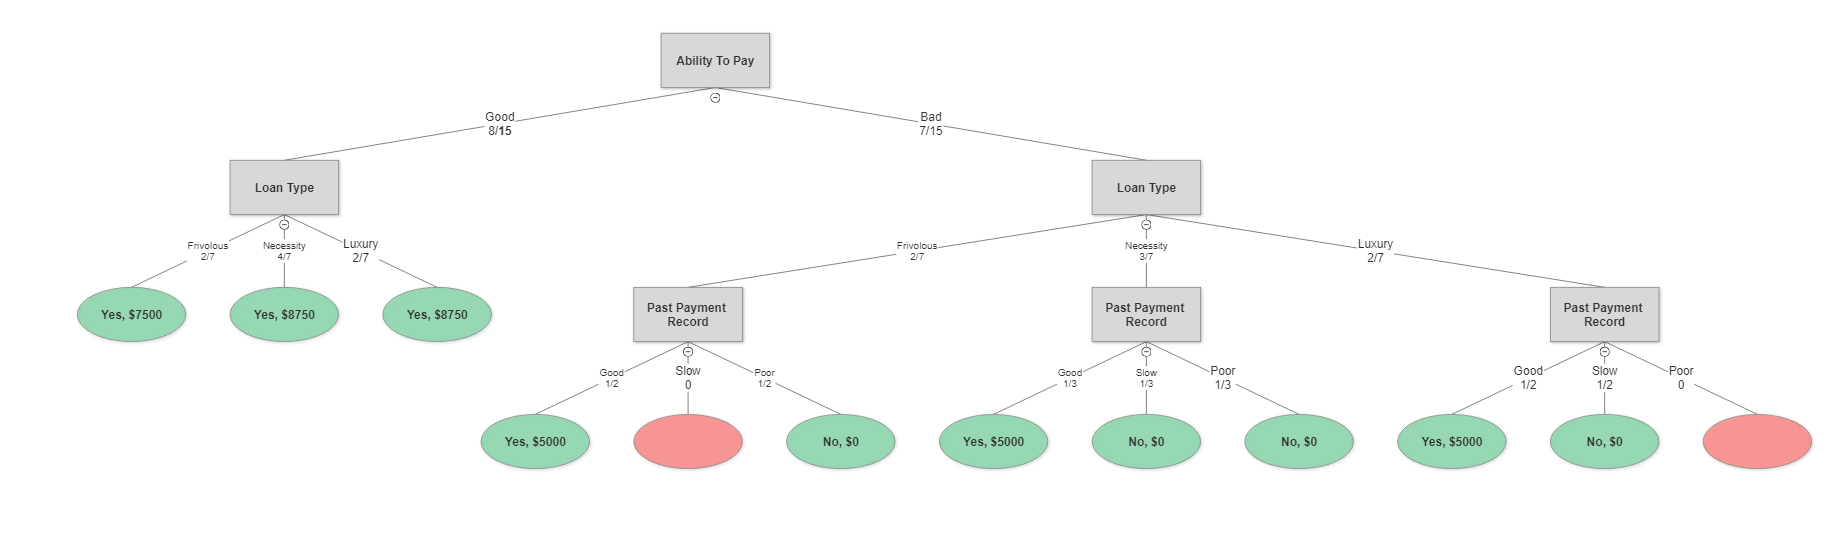 Ability To Pay
Good
8/15
Bad
7/15
Loan Type
Loan Type
Frivolous
2/7
Necessity
4/7
Luxury
2/7
Frivolous
2/7
Necessity
3/7
Luxury
2/7
Yes, $7500
Yes, $8750
Yes, $8750
Past Payment
Record
Past Payment
Record
Past Payment
Record
Good
1/2
Slow
0
Poor
1/2
Good
1/3
Slow
1/3
Poor
1/3
Good
1/2
Slow
1/2
Poor
0
Yes, $5000
No, $0
Yes, $5000
No, $0
No, $0
Yes, $5000
No, $0